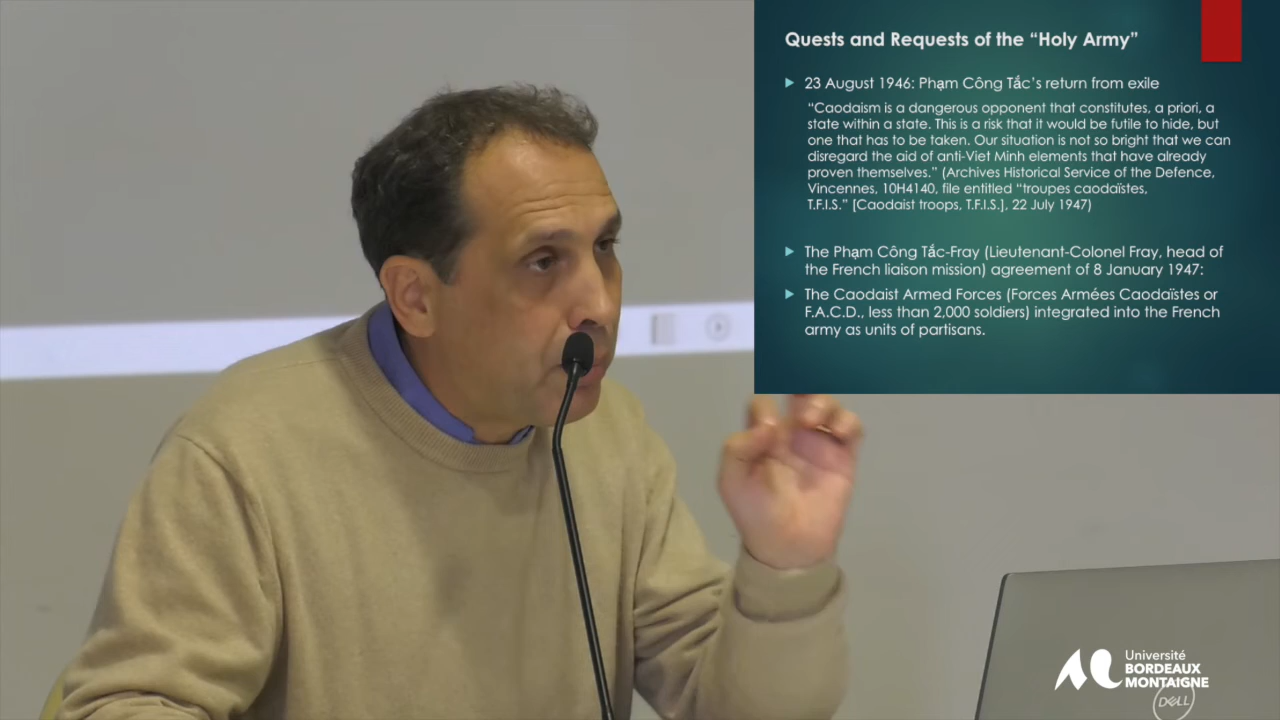 Quests and Requests of the “Holy Army”
23 August 1946: Phạm Công Tắc’s return from exile
“Caodaism is a dangerous opponent that constitutes, a priori, a
state within a state. This is a risk that it would be futile to hide, but
one that has to be taken. Our situation is not so bright that we can
disregard the aid of anti-Viet Minh elements that have already
proven themselves.” (Archives Historical Service of the Defence,
Vincennes, 10H4140, file entitled “troupes caodaïstes,
T.F.I.S.” [Caodaist troops, T.F.I.S.], 22 July 1947)
The Phạm Công Tắc-Fray (Lieutenant-Colonel Fray, head of
the French liaison mission) agreement of 8 January 1947:
The Caodaist Armed Forces (Forces Armées Caodaïstes or
F.A.C.D., less than 2,000 soldiers) integrated into the French
army as units of partisans.
Université
BORDEAUX
MONTAIGNE
DELL